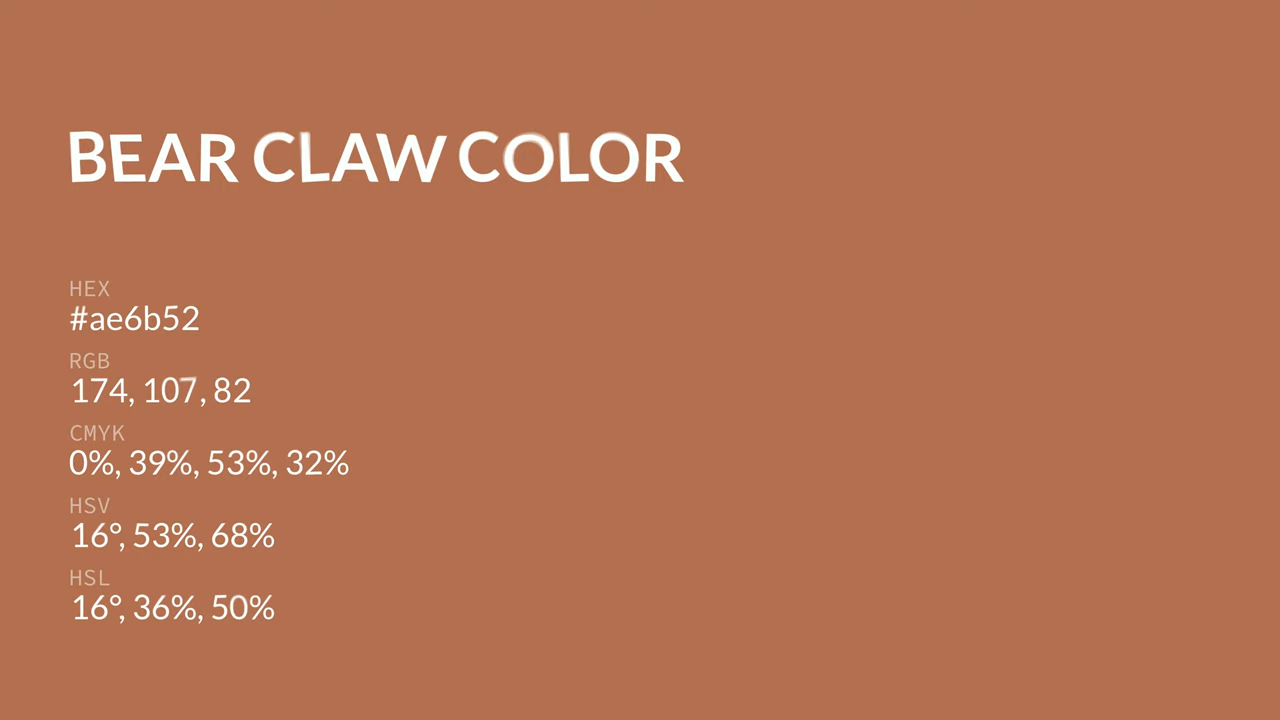 BEAR CLAW COLOR
HEX
#ae6b52
RGB
174, 107, 82
CMYK
0%, 39%, 53%, 32%
HSV
16°, 53%, 68%
HSL
16°, 36%, 50%